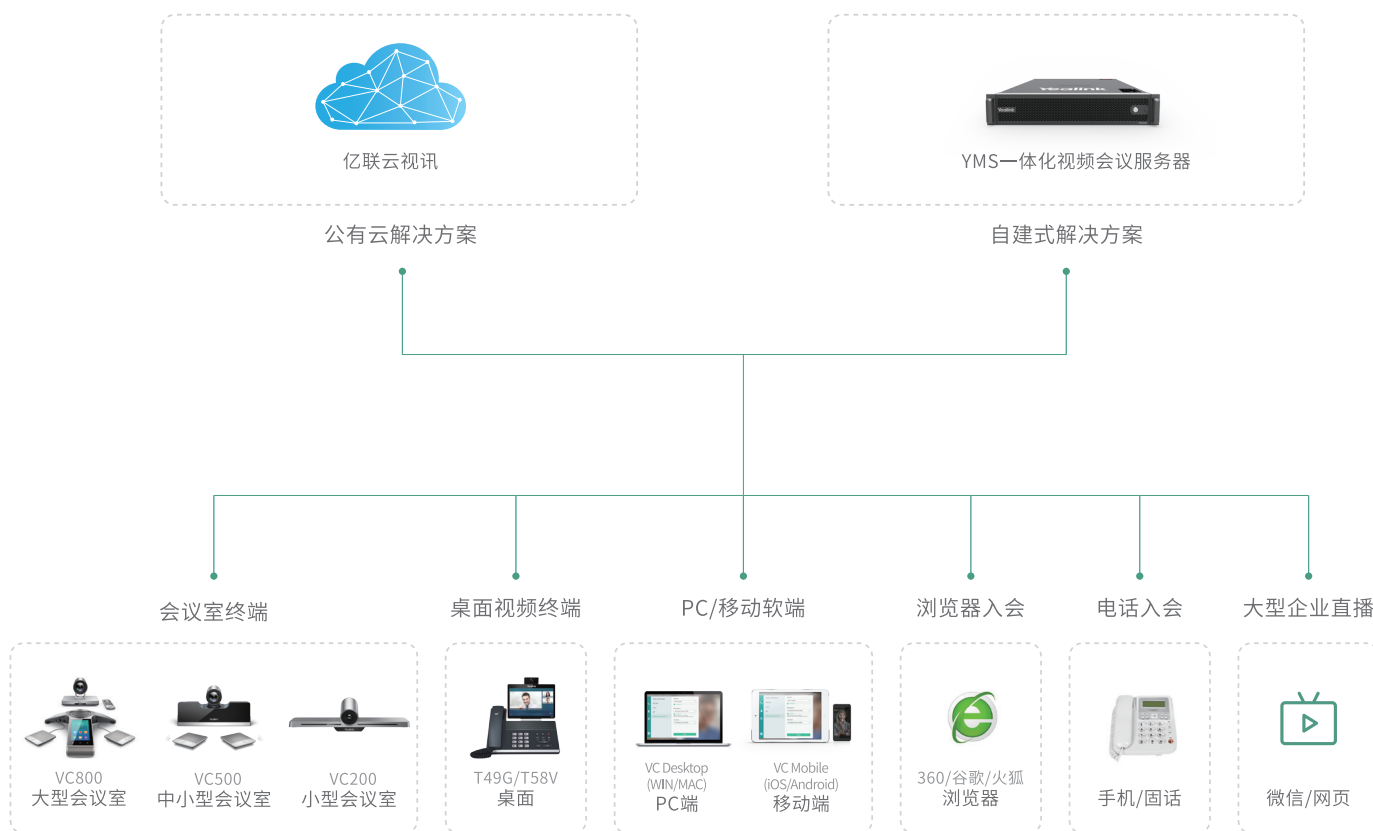 Yealink
Yealink
亿联云视讯
YMS一体化视频会议服务器
公有云解决方案
自建式解决方案
会议室终端
桌面视频终端
PC/移动软端
浏览器入会
电话入会
大型企业直播
VC800
大型会议室
VC500
中小型会议室
VC200
小型会议室
T49G/T58V
桌面
VC Desktop
(WIN/MAC)
PC端
VC Mobile
(iOS/Android)
移动端
360/谷歌/火狐
浏览器
手机/固话
微信/网页